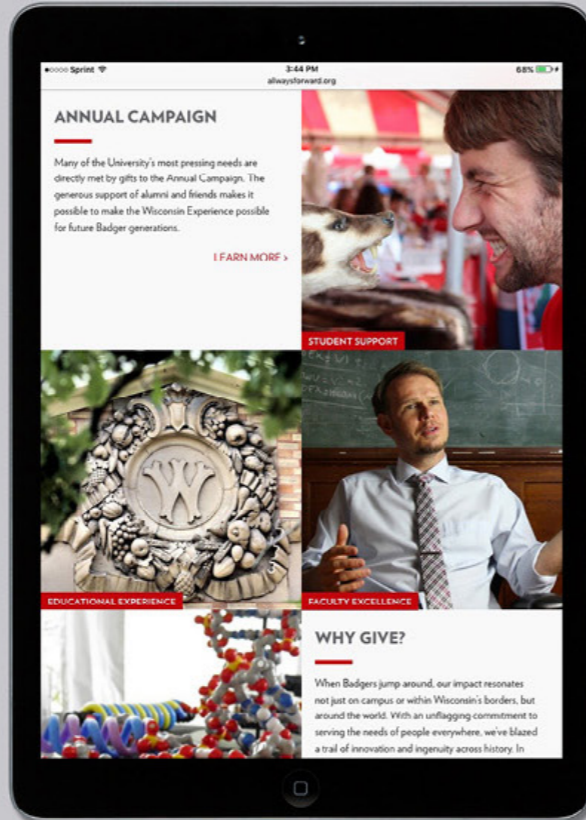 Sprint
3:44 PM
68%
allwaysforward.org
ANNUAL CAMPAIGN
Many of the University's most pressing needs are
directly met by gifts to the Annual Campaign. The
generous support of alumni and friends makes it
possible to make the Wisconsin Experience possible
for future Badger generations.
LEARN MORE ›
STUDENT SUPPORT
W
EDUCATIONAL EXPERIENCE
FACULTY EXCELLENCE
WHY GIVE?
When Badgers jump around, our impact resonates
not just on campus or within Wisconsin's borders, but
around the world. With an unflagging commitment to
serving the needs of people everywhere, we've blazed
a trail of innovation and ingenuity across history. In